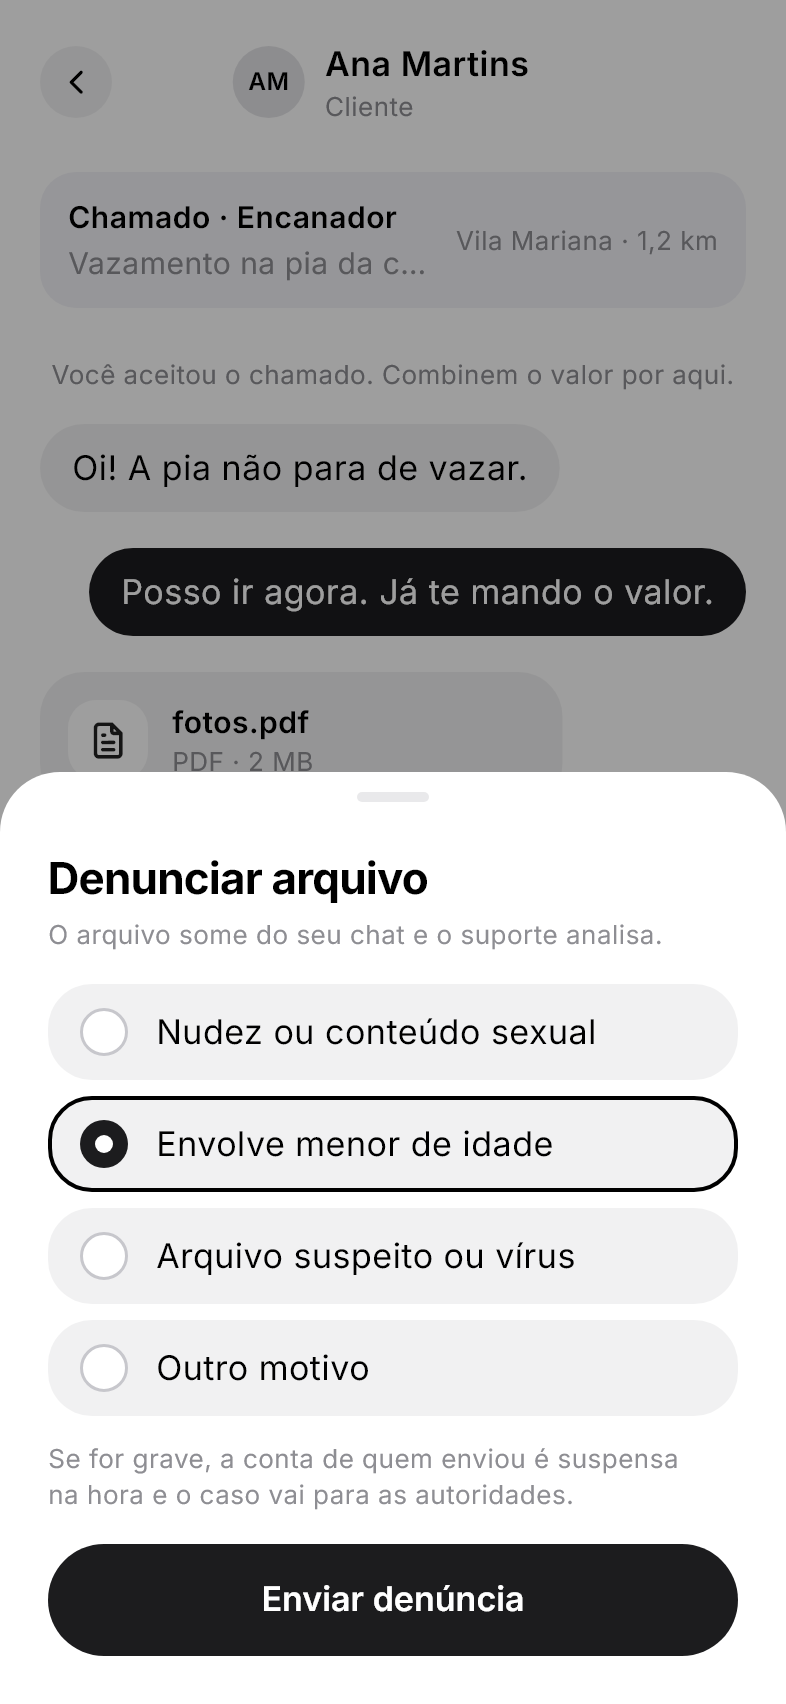 AM
Ana Martins
Cliente
Chamado · Encanador
Vazamento na pia da c...
Vila Mariana · 1,2 km
Você aceitou o chamado. Combinem o valor por aqui.
Oi! A pia não para de vazar.
Posso ir agora. Já te mando o valor.
fotos.pdf
PDF · 2 MB
Denunciar arquivo
O arquivo some do seu chat e o suporte analisa.
Nudez ou conteúdo sexual
Envolve menor de idade
Arquivo suspeito ou vírus
Outro motivo
Se for grave, a conta de quem enviou é suspensa
na hora e o caso vai para as autoridades.
Enviar denúncia